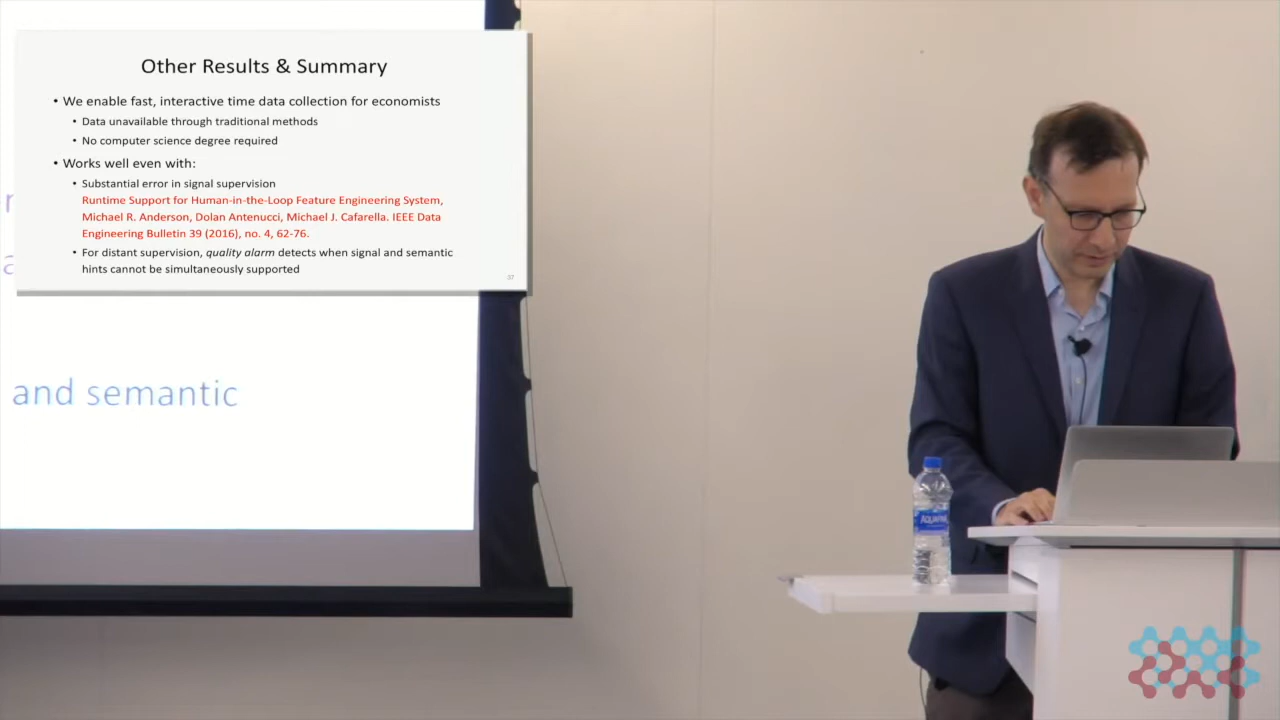 Other Results & Summary
• We enable fast, interactive time data collection for economists
• Data unavailable through traditional methods
• No computer science degree required
• Works well even with:
• Substantial error in signal supervision
Runtime Support for Human-in-the-Loop Feature Engineering System,
Michael R. Anderson, Dolan Antenucci, Michael J. Cafarella. IEEE Data
Engineering Bulletin 39 (2016), no. 4, 62-76.
• For distant supervision, quality alarm detects when signal and semantic
hints cannot be simultaneously supported
37
and semantic